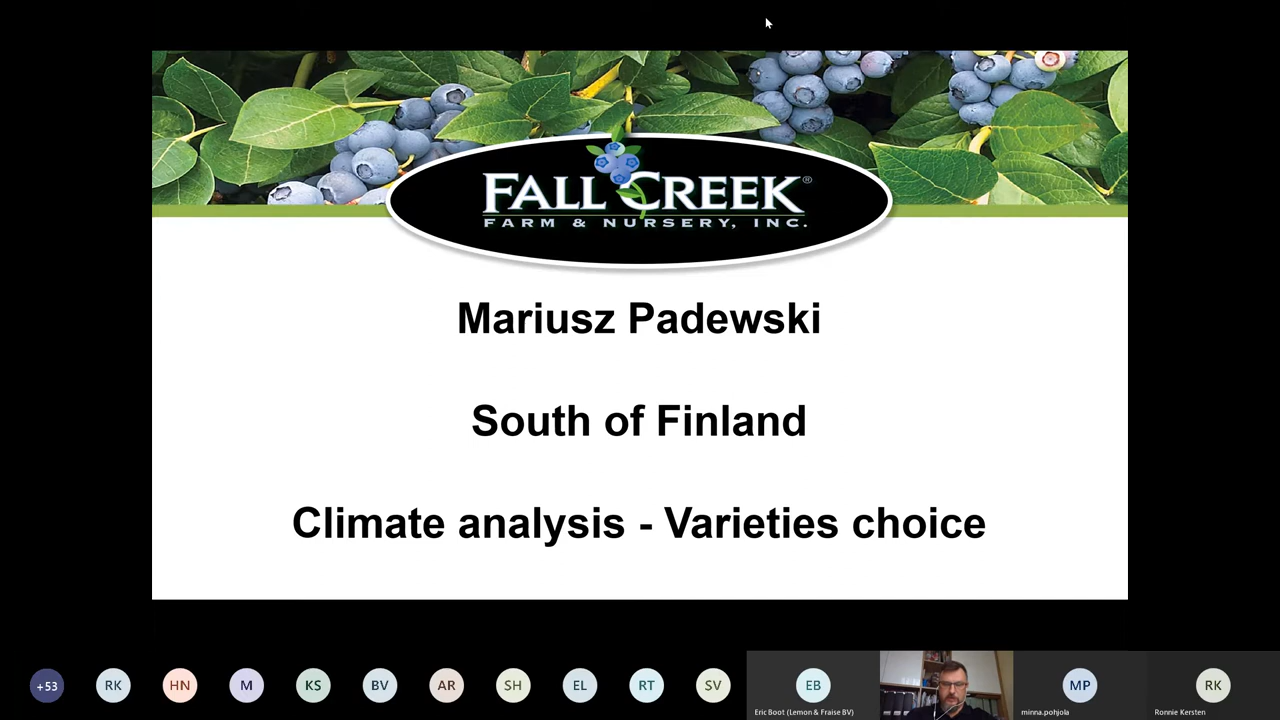 FALL CREEK®
FARM & NURSERY, INC.
Mariusz Padewski
South of Finland
Climate analysis - Varieties choice
+53
RK
HN
M
KS
BV
AR
SH
EL
RT
SV
EB
MP
RK
Eric Boot (Lemon & Fraise BV)
minna.pohjola
Ronnie Kersten